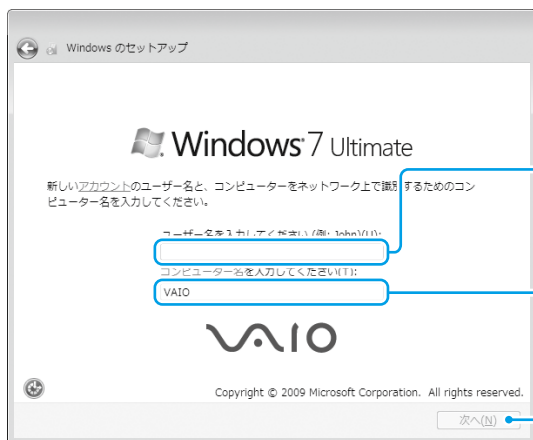 Windows のセットアップ
Windows 7 Ultimate
新しいアカウントのユーザー名と、コンピューターをネットワーク上で識別するためのコン
ピューター名を入力してください。
ユーザー名を入力してください (例: John)(U):
コンピューター名を入力してください(T):
VAIO
VAIO
Copyright © 2009 Microsoft Corporation. All rights reserved.
次へ(N)